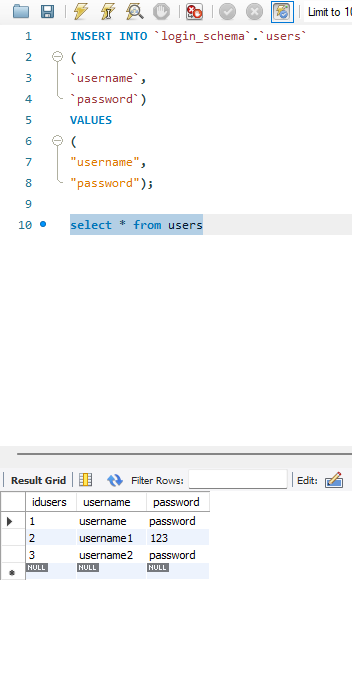 Limit to 10
1 INSERT INTO `login_schema`.`users`
2 (
3 `username`,
4 `password`)
5 VALUES
6 (
7 "username",
8 "password");
9
10 select * from users
Result Grid Filter Rows: Edit:
idusers username password
1 username password
2 username1 123
3 username2 password
NULL NULL NULL